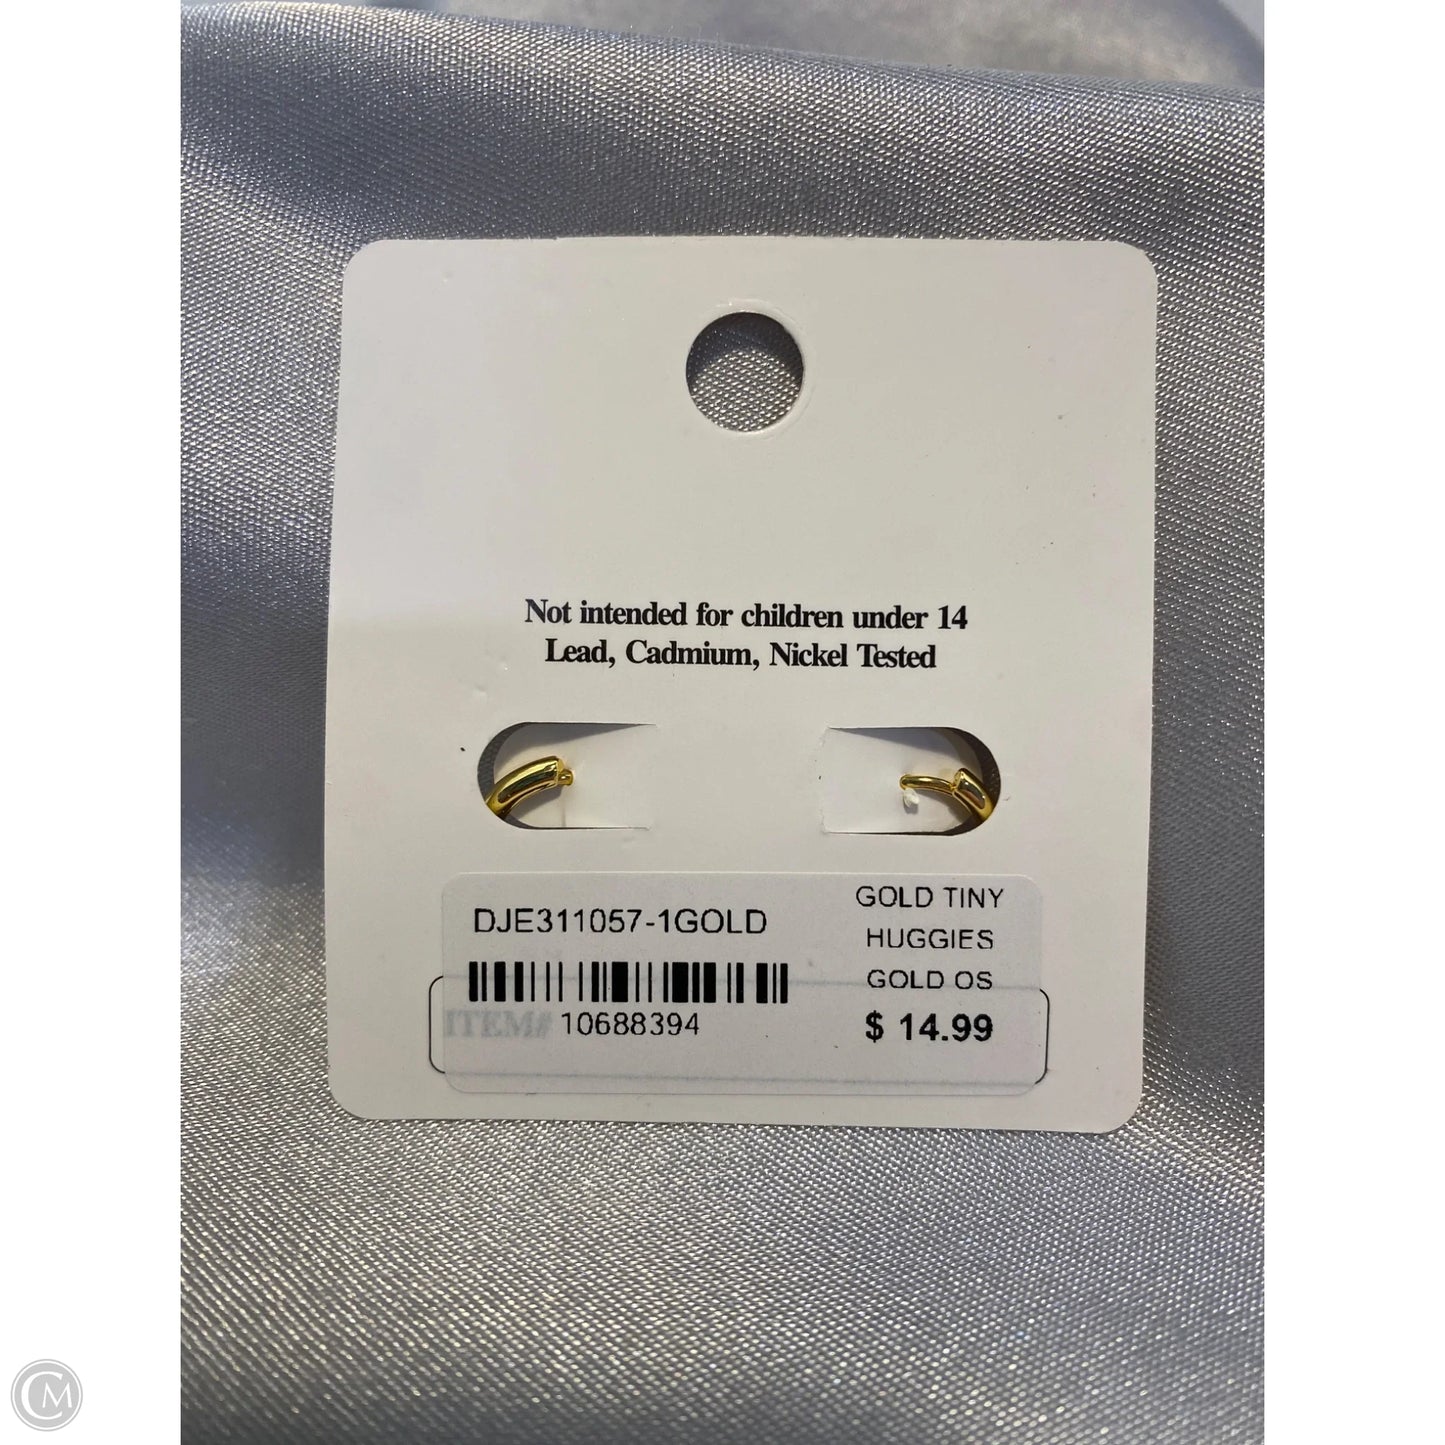 Not intended for children under 14
Lead, Cadmium, Nickel Tested
DJE311057-1GOLD
ITEM# 10688394
GOLD TINY
HUGGIES
GOLD OS
$ 14.99
CM